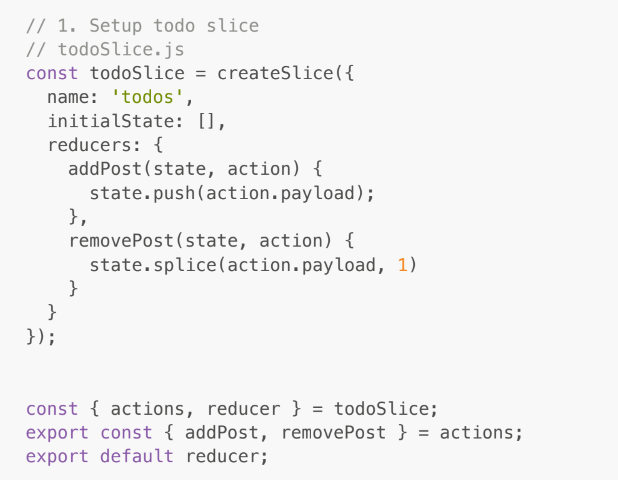 // 1. Setup todo slice
// todoSlice.js
const todoSlice = createSlice({
  name: 'todos',
  initialState: [],
  reducers: {
    addPost(state, action) {
      state.push(action.payload);
    },
    removePost(state, action) {
      state.splice(action.payload, 1)
    }
  }
});
const { actions, reducer } = todoSlice;
export const { addPost, removePost } = actions;
export default reducer;